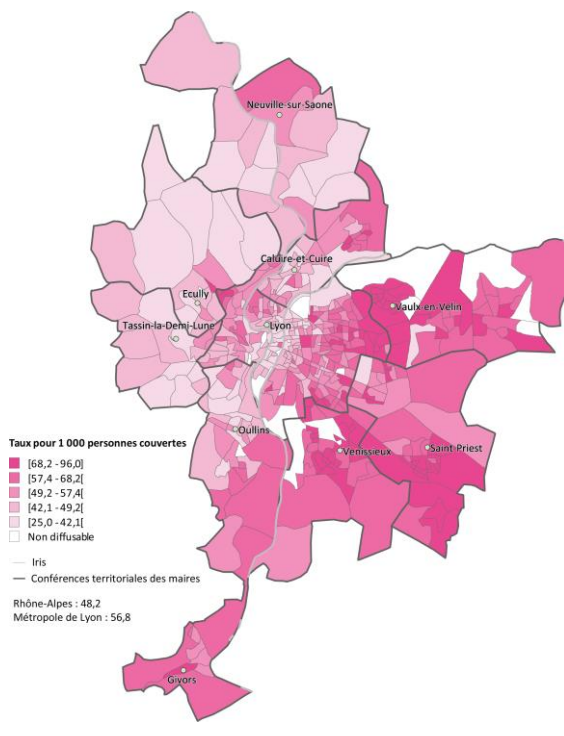 Neuville-sur-Saone
Caluire-et-Cuire
Ecully
Vaulx-en-Velin
Tassin-la-Demi-Lune
Lyon
Oullins
Venissieux
Saint-Priest
Taux pour 1 000 personnes couvertes
[68,2 - 96,0]
[57,4 - 68,2[
[49,2 - 57,4[
[42,1 - 49,2[
[25,0 - 42,1[
Non diffusable
Iris
Conférences territoriales des maires
Rhône-Alpes : 48,2
Métropole de Lyon : 56,8
Givors